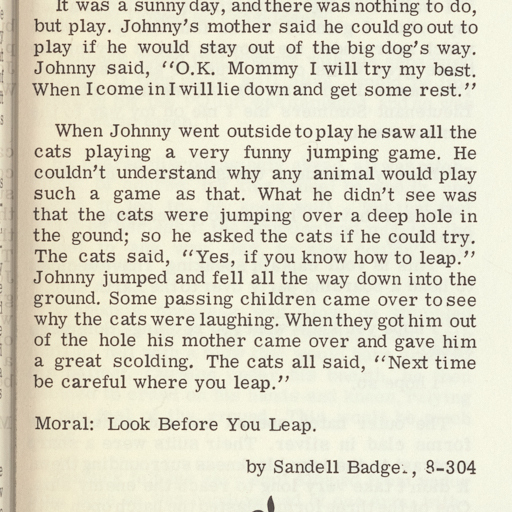 It was a sunny day, and there was nothing to do,
but play. Johnny's mother said he could go out to
play if he would stay out of the big dog's way.
Johnny said, "O.K. Mommy I will try my best.
When I come in I will lie down and get some rest."
When Johnny went outside to play he saw all the
cats playing a very funny jumping game. He
couldn't understand why any animal would play
such a game as that. What he didn't see was
that the cats were jumping over a deep hole in
the gound; so he asked the cats if he could try.
The cats said, "Yes, if you know how to leap."
Johnny jumped and fell all the way down into the
ground. Some passing children came over to see
why the cats were laughing. When they got him out
of the hole his mother came over and gave him
a great scolding. The cats all said, "Next time
be careful where you leap."
Moral: Look Before You Leap.
by Sandell Badge., 8-304